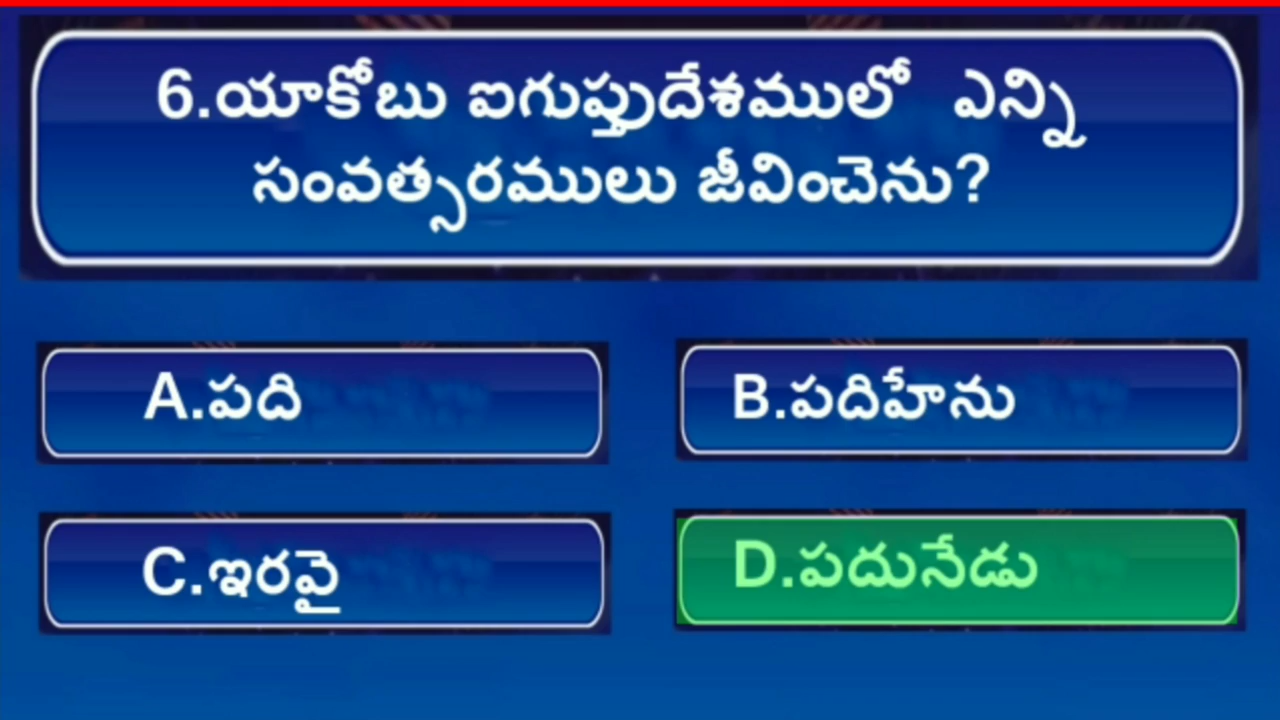 6.యాకోబు ఐగుప్తుదేశములో ఎన్ని
సంవత్సరములు జీవించెను?
A.పది
B.పదిహేను
C.ఇరవై
D.పదునేడు